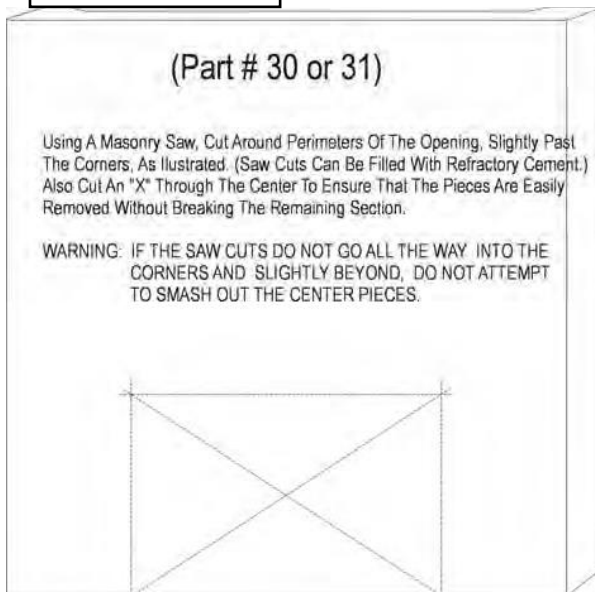 (Part # 30 or 31)
Using A Masonry Saw, Cut Around Perimeters Of The Opening, Slightly Past
The Corners, As Ilustrated. (Saw Cuts Can Be Filled With Refractory Cement.)
Also Cut An "X" Through The Center To Ensure That The Pieces Are Easily
Removed Without Breaking The Remaining Section.
WARNING: IF THE SAW CUTS DO NOT GO ALL THE WAY INTO THE
CORNERS AND SLIGHTLY BEYOND, DO NOT ATTEMPT
TO SMASH OUT THE CENTER PIECES.